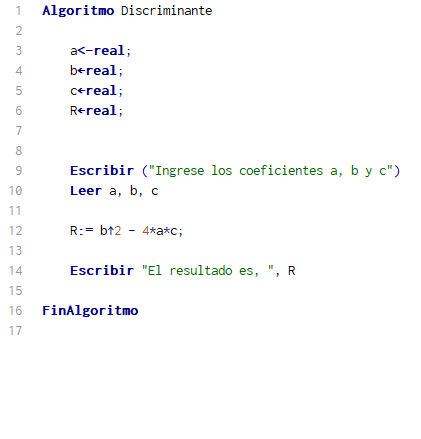 1 Algoritmo Discriminante
2
3 a<-real;
4 b←real;
5 c←real;
6 R←real;
7
8
9 Escribir ("Ingrese los coeficientes a, b y c")
10 Leer a, b, c
11
12 R:= b↑2 - 4*a*c;
13
14 Escribir "El resultado es, ", R
15
16 FinAlgoritmo
17